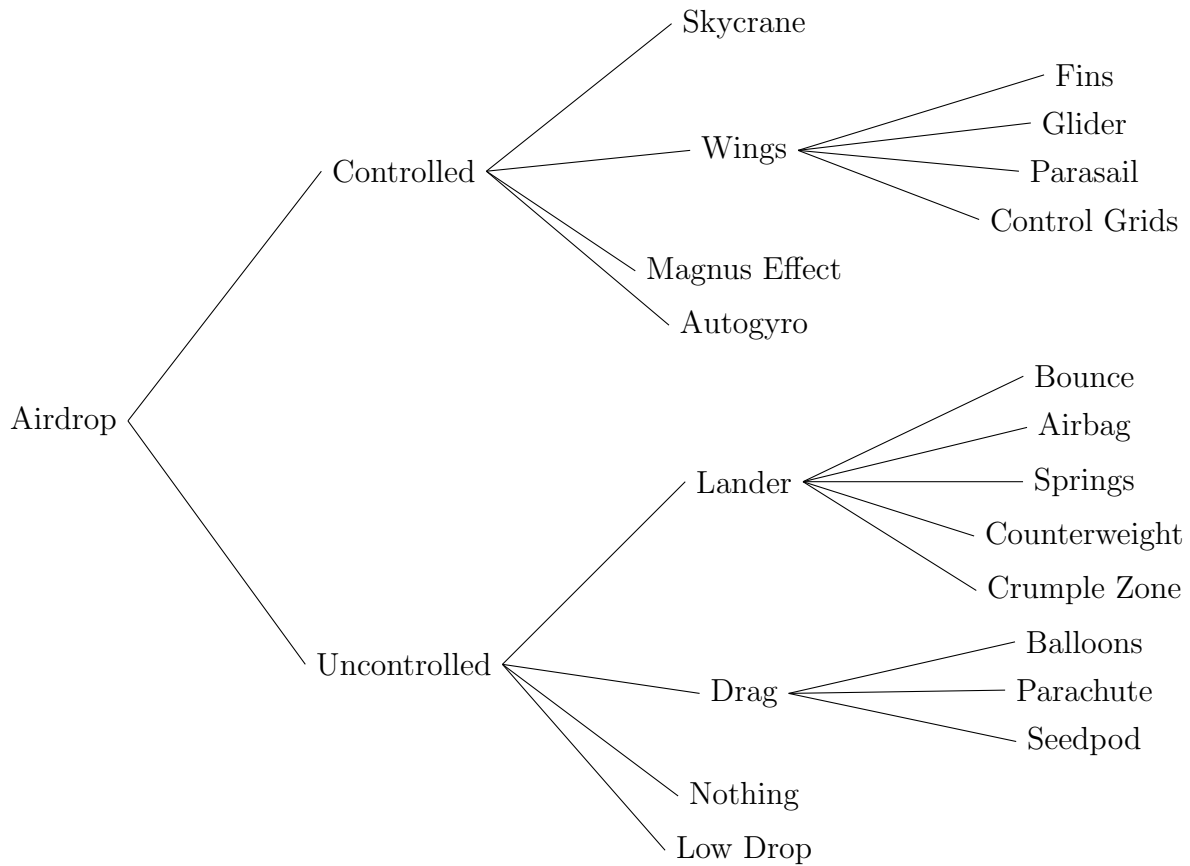 Skycrane
Fins
Glider
Wings
Parasail
Controlled
Control Grids
Magnus Effect
Autogyro
Bounce
Airdrop
Airbag
Lander
Springs
Counterweight
Crumple Zone
Balloons
Uncontrolled
Drag
Parachute
Seedpod
Nothing
Low Drop